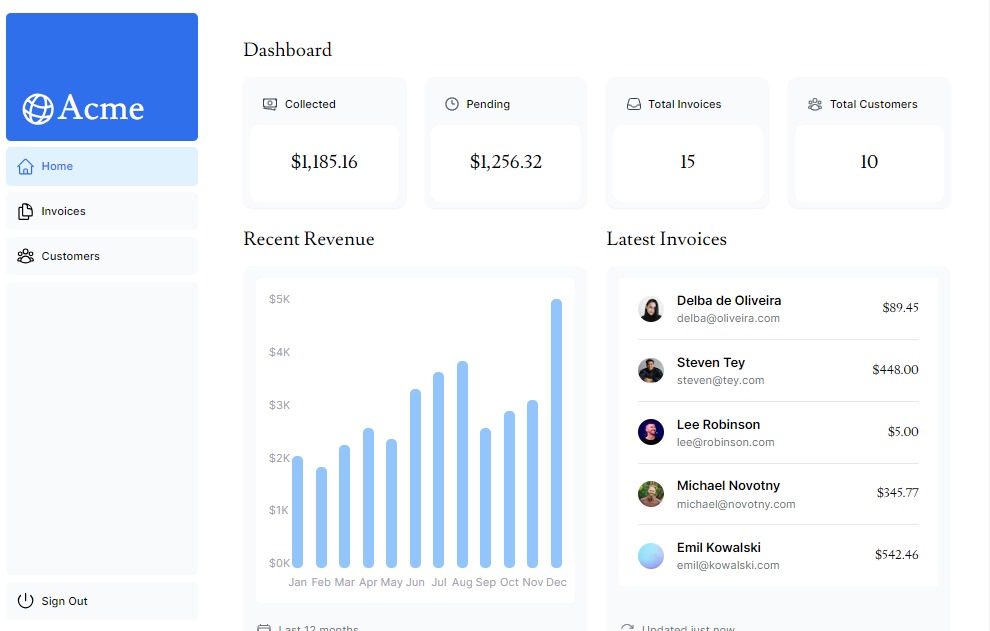 Acme
Home
Invoices
Customers
Sign Out
Dashboard
Collected
$1,185.16
Pending
$1,256.32
Total Invoices
15
Total Customers
10
Recent Revenue
$5K
$4K
$3K
$2K
$1K
$0K
Jan Feb Mar Apr May Jun Jul Aug Sep Oct Nov Dec
Last 12 months
Latest Invoices
Delba de Oliveira
delba@oliveira.com
$89.45
Steven Tey
steven@tey.com
$448.00
Lee Robinson
lee@robinson.com
$5.00
Michael Novotny
michael@novotny.com
$345.77
Emil Kowalski
emil@kowalski.com
$542.46
Updated just now